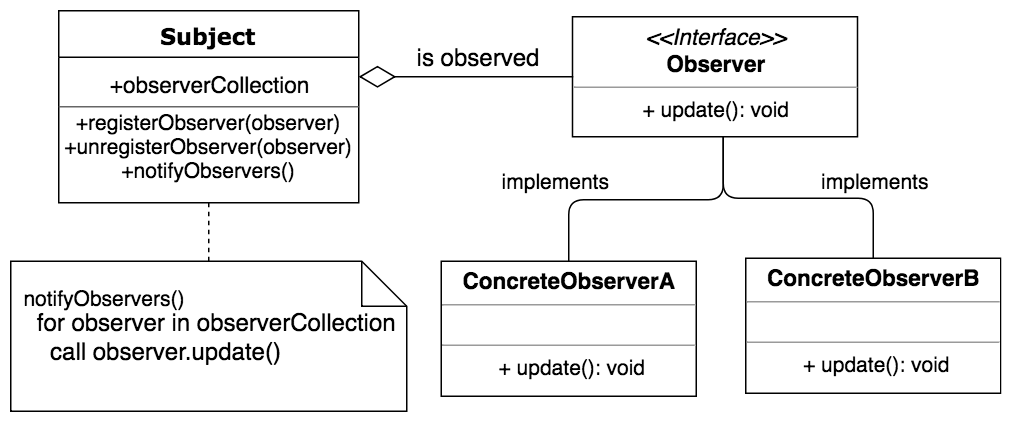 Subject
+observerCollection
+registerObserver(observer)
+unregisterObserver(observer)
+notifyObservers()
is observed
<<Interface>>
Observer
+ update(): void
implements
implements
notifyObservers()
for observer in observerCollection
call observer.update()
ConcreteObserverA
+ update(): void
ConcreteObserverB
+ update(): void